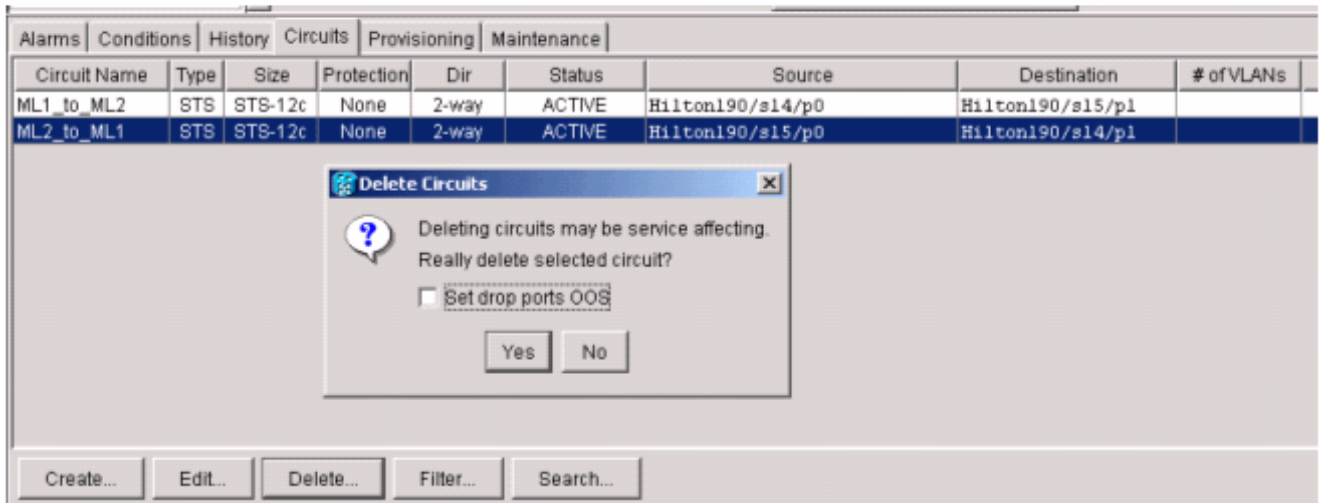 Alarms Conditions History Circuits Provisioning Maintenance
Circuit Name Type Size Protection Dir Status Source Destination # of VLANs
ML1_to_ML2 STS STS-12c None 2-way ACTIVE Hilton190/s14/p0 Hilton190/s15/p1
ML2_to_ML1 STS STS-12c None 2-way ACTIVE Hilton190/s15/p0 Hilton190/s14/p1
Delete Circuits
Deleting circuits may be service affecting.
Really delete selected circuit?
Set drop ports OOS
Yes No
Create... Edit... Delete... Filter... Search...